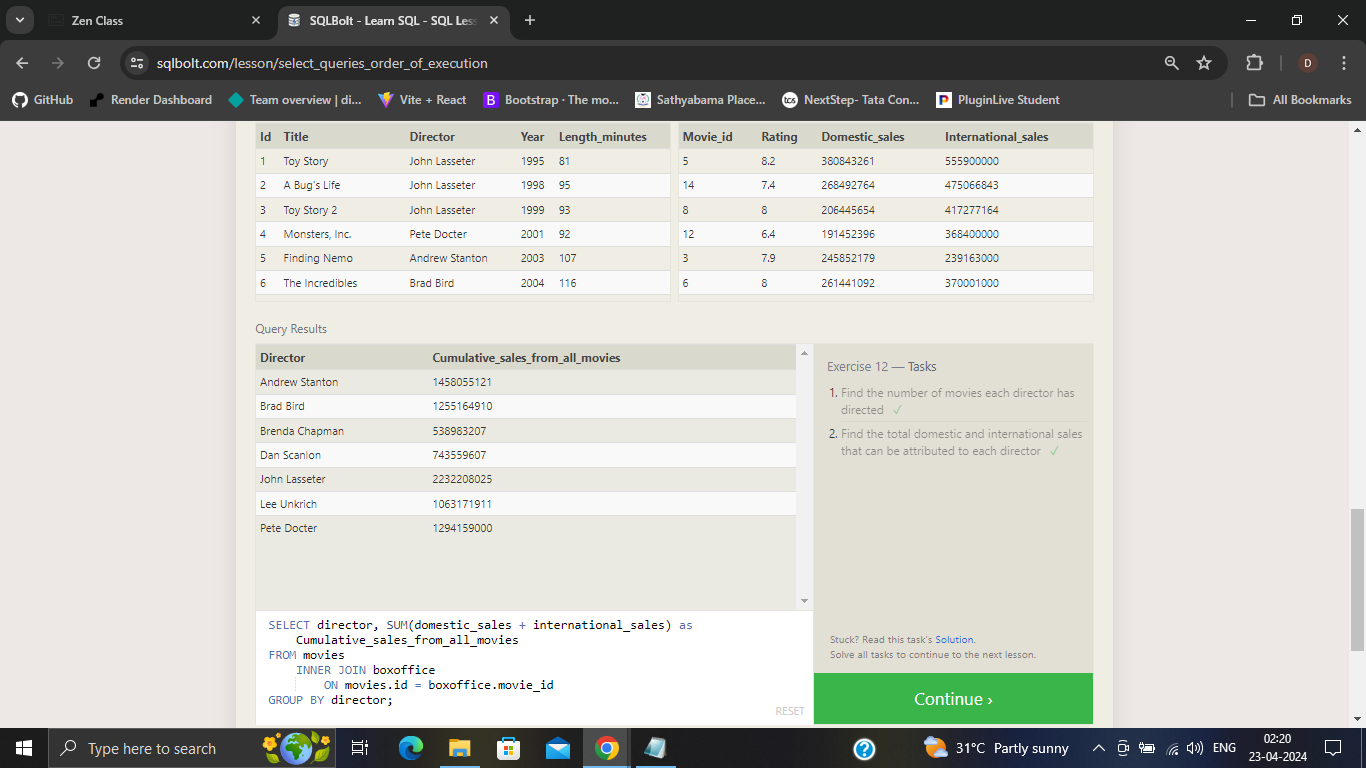 Zen Class
SQLBolt - Learn SQL - SQL Les
sqlbolt.com/lesson/select_queries_order_of_execution
D
GitHub
Render Dashboard
Team overview | di...
Vite + React
B Bootstrap · The mo...
Sathyabama Place...
tcs NextStep- Tata Con...
P PluginLive Student
All Bookmarks
Id Title Director Year Length_minutes
1 Toy Story John Lasseter 1995 81
2 A Bug's Life John Lasseter 1998 95
3 Toy Story 2 John Lasseter 1999 93
4 Monsters, Inc. Pete Docter 2001 92
5 Finding Nemo Andrew Stanton 2003 107
6 The Incredibles Brad Bird 2004 116
Movie_id Rating Domestic_sales International_sales
5 8.2 380843261 555900000
14 7.4 268492764 475066843
8 8 206445654 417277164
12 6.4 191452396 368400000
3 7.9 245852179 239163000
6 8 261441092 370001000
Query Results
Director Cumulative_sales_from_all_movies
Andrew Stanton 1458055121
Brad Bird 1255164910
Brenda Chapman 538983207
Dan Scanlon 743559607
John Lasseter 2232208025
Lee Unkrich 1063171911
Pete Docter 1294159000
Exercise 12 — Tasks
1. Find the number of movies each director has
directed ✓
2. Find the total domestic and international sales
that can be attributed to each director ✓
SELECT director, SUM(domestic_sales + international_sales) as
Cumulative_sales_from_all_movies
FROM movies
INNER JOIN boxoffice
ON movies.id = boxoffice.movie_id
GROUP BY director;
RESET
Stuck? Read this task's Solution.
Solve all tasks to continue to the next lesson.
Continue ›
Type here to search
31°C Partly sunny
ENG
02:20
23-04-2024